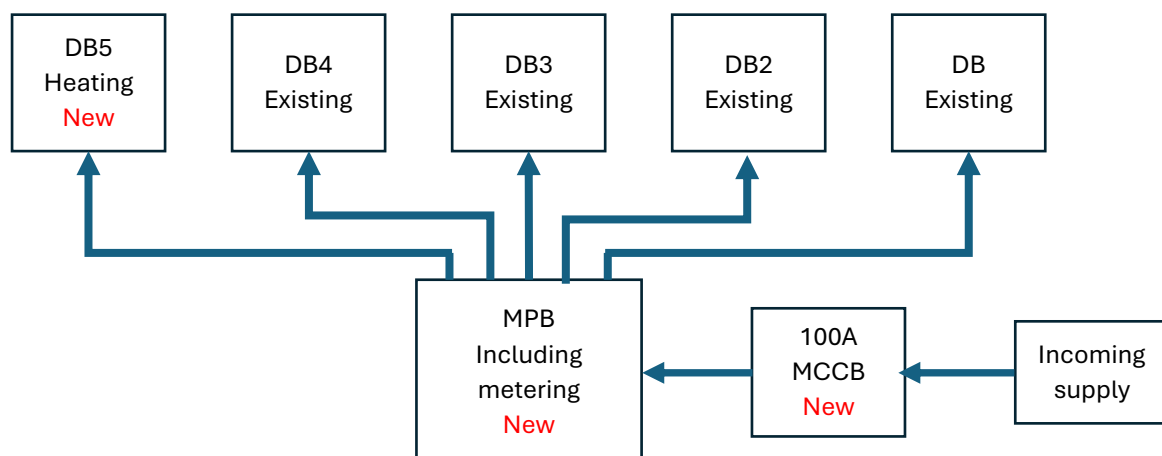 DB5
Heating
New
DB4
Existing
DB3
Existing
DB2
Existing
DB
Existing
MPB
Including
metering
New
100A
MCCB
New
Incoming
supply